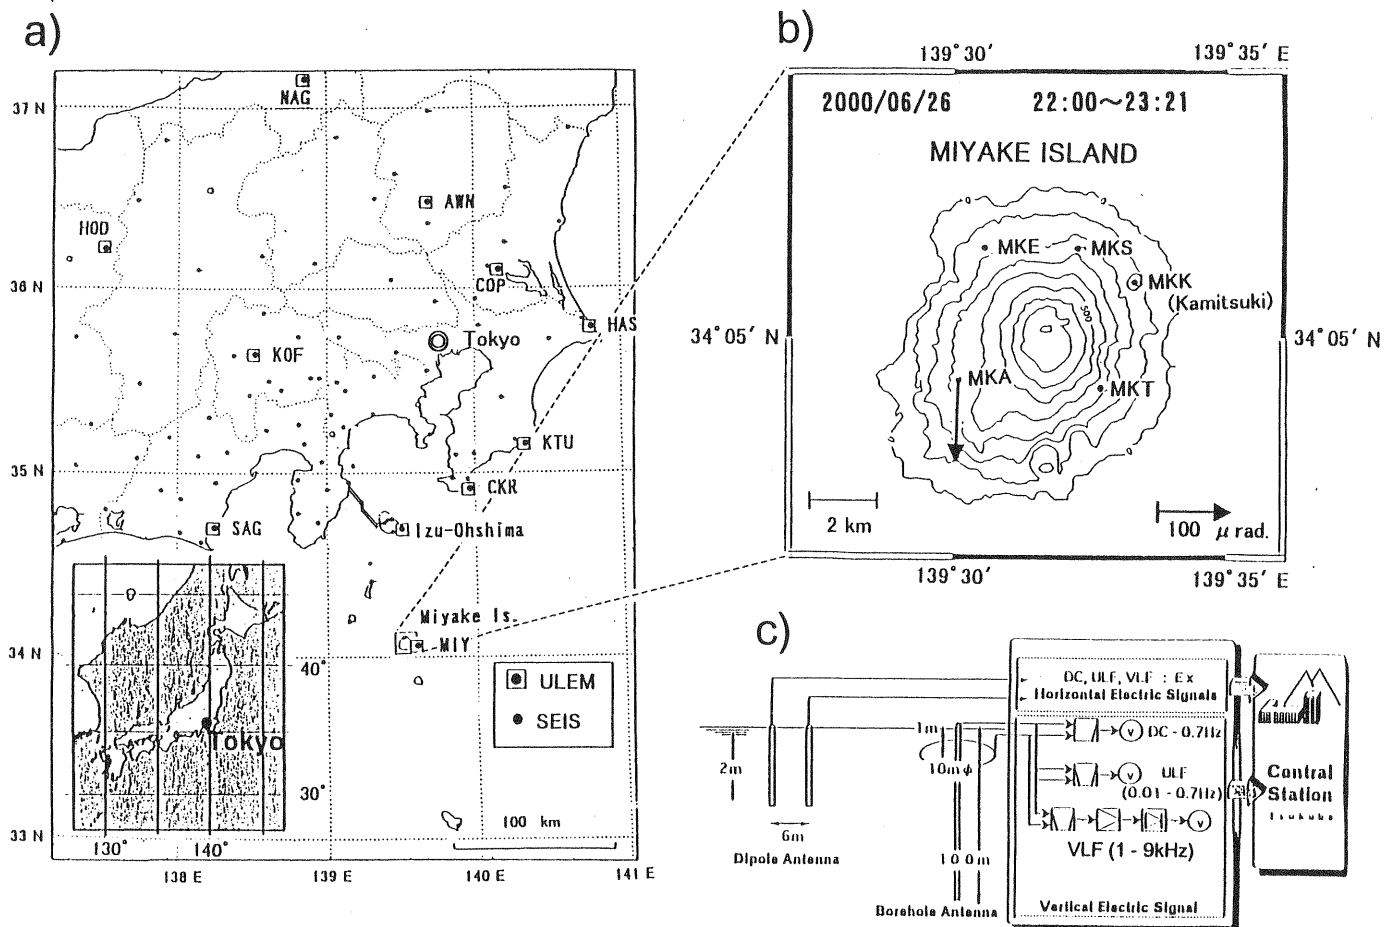 a)
37 N
36 N
35 N
34 N
33 N
138 E
139 E
140 E
141 E
NAG
AWN
HOD
COP
HAS
Tokyo
KOF
KTU
CKR
SAG
Izu-Ohshima
Miyake Is.
MIY
ULEM
SEIS
100 km
Tokyo
40°
30°
130°
140°
b)
139°30′
139°35′ E
2000/06/26 22:00～23:21
MIYAKE ISLAND
MKE
MKS
MKK
(Kamitsuki)
500
34°05′ N
34°05′ N
MKA
MKT
2 km
100 μ rad.
139°30′
139°35′ E
c)
DC, ULF, VLF : Ex
Horizontal Electric Signals
1m
2m
10mφ
V
DC - 0.7Hz
V
ULF
(0.01 - 0.7Hz)
V
VLF (1 - 9kHz)
6m
Dipole Antenna
100m
Borehole Antenna
Vertical Electric Signal
Central
Station
Tsukuba